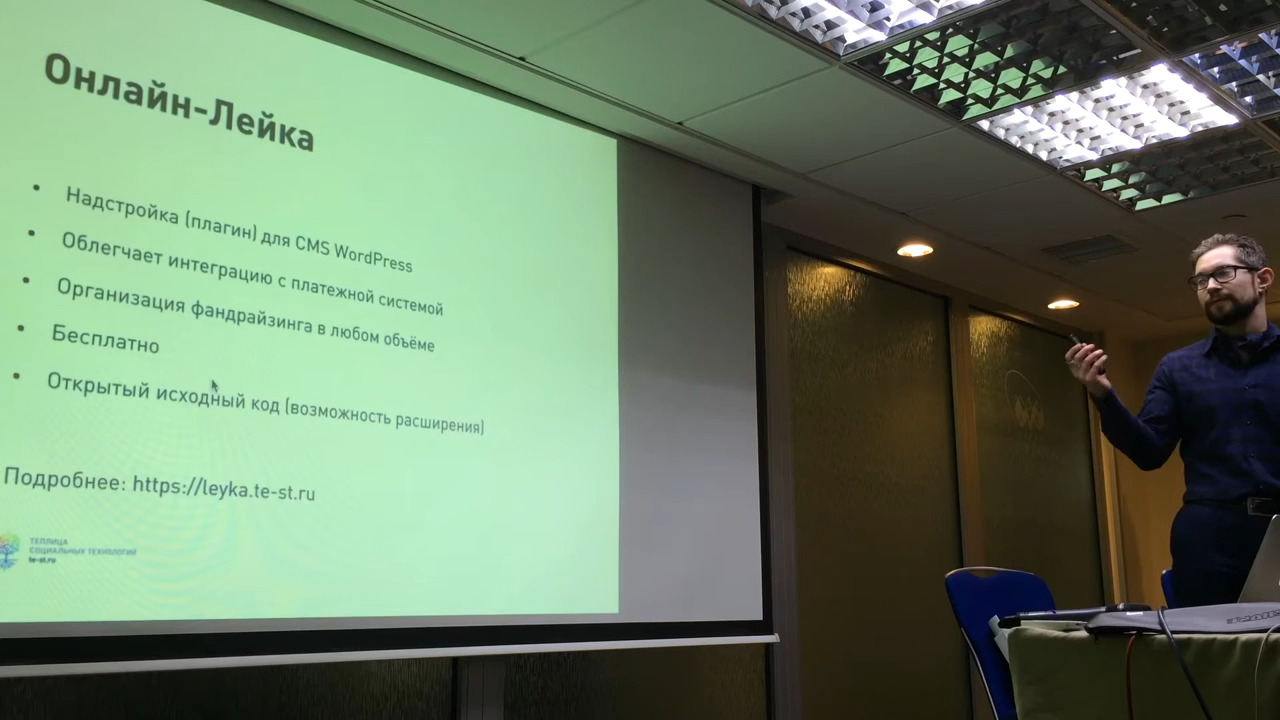 Онлайн-Лейка
• Надстройка (плагин) для CMS WordPress
• Облегчает интеграцию с платежной системой
• Организация фандрайзинга в любом объёме
• Бесплатно
• Открытый исходный код (возможность расширения)
Подробнее: https://leyka.te-st.ru
ТЕПЛИЦА
СОЦИАЛЬНЫХ ТЕХНОЛОГИЙ
te-st.ru